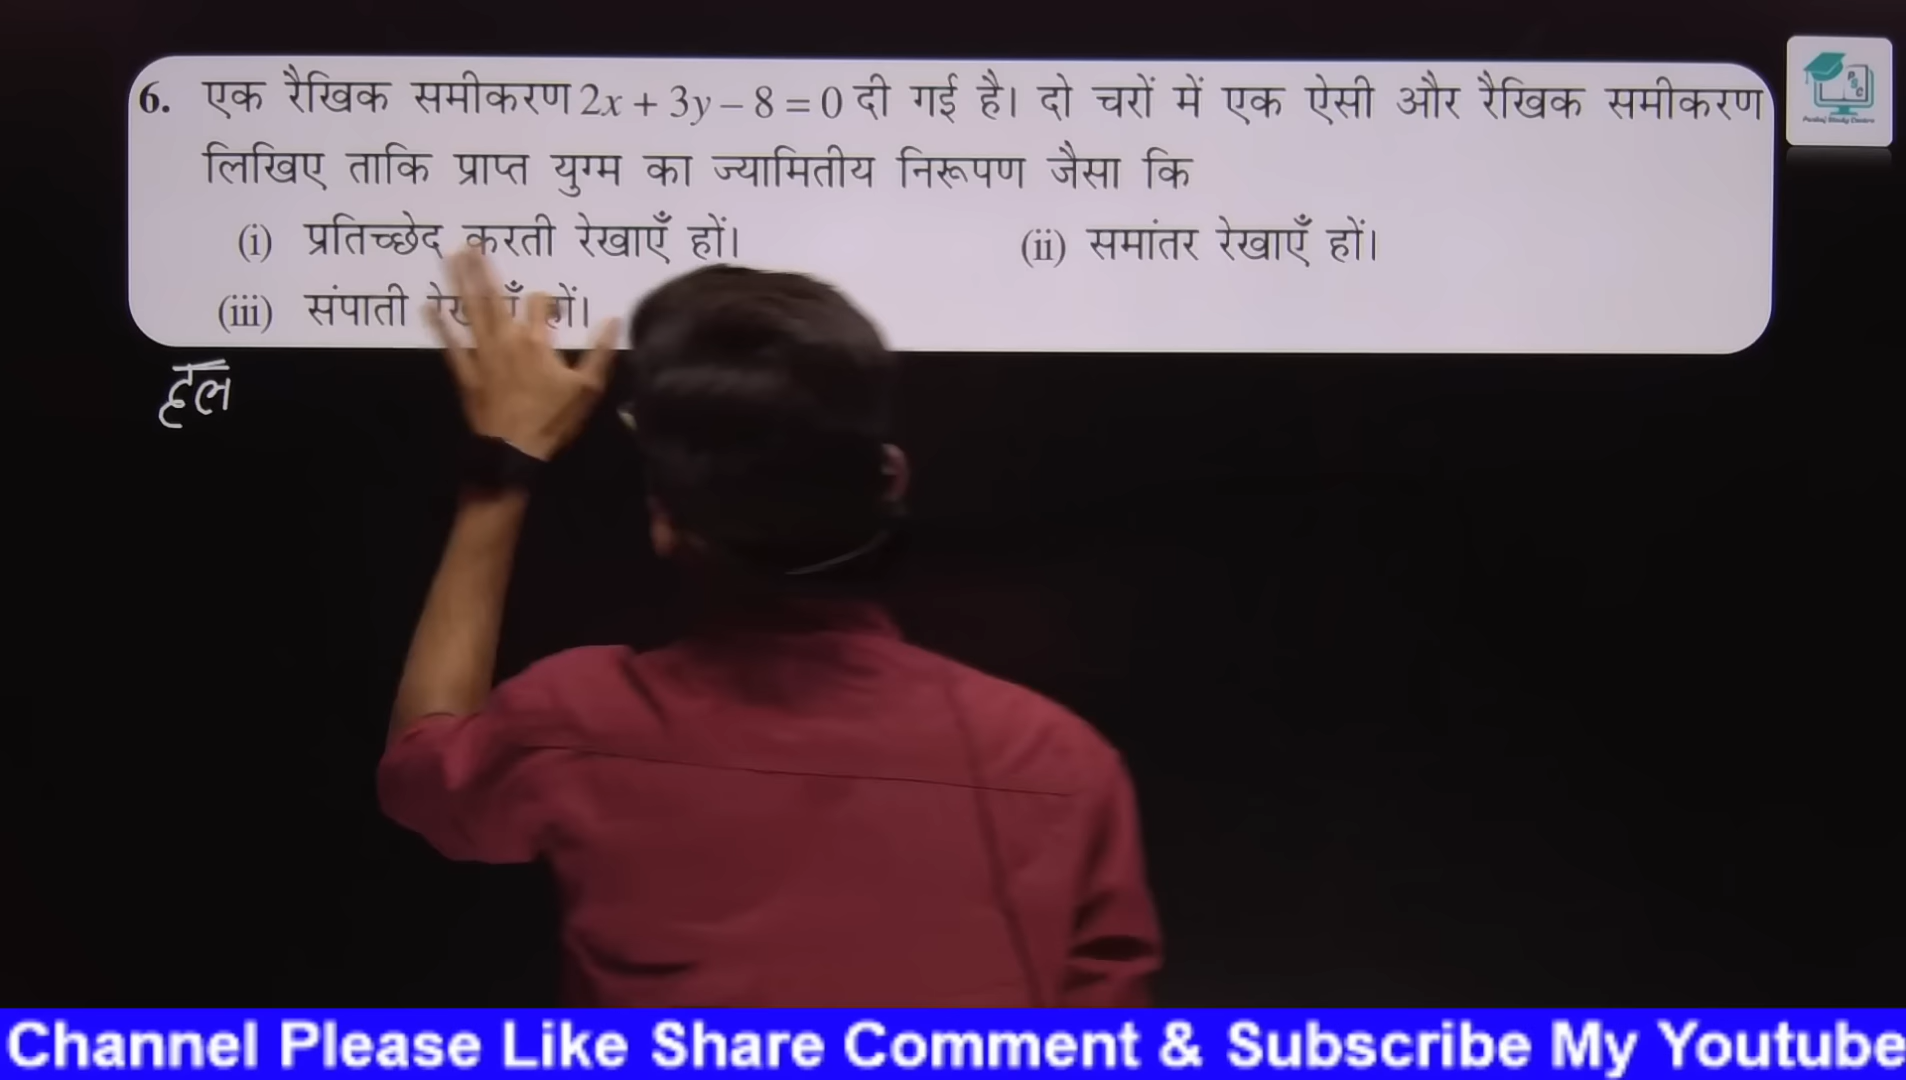 6. एक रैखिक समीकरण 2x + 3y – 8 = 0 दी गई है। दो चरों में एक ऐसी और रैखिक समीकरण
लिखिए ताकि प्राप्त युग्म का ज्यामितीय निरूपण जैसा कि
(i) प्रतिच्छेद करती रेखाएँ हों। (ii) समांतर रेखाएँ हों।
(iii) संपाती रेखाएँ हों।
हल
Channel Please Like Share Comment & Subscribe My Youtube